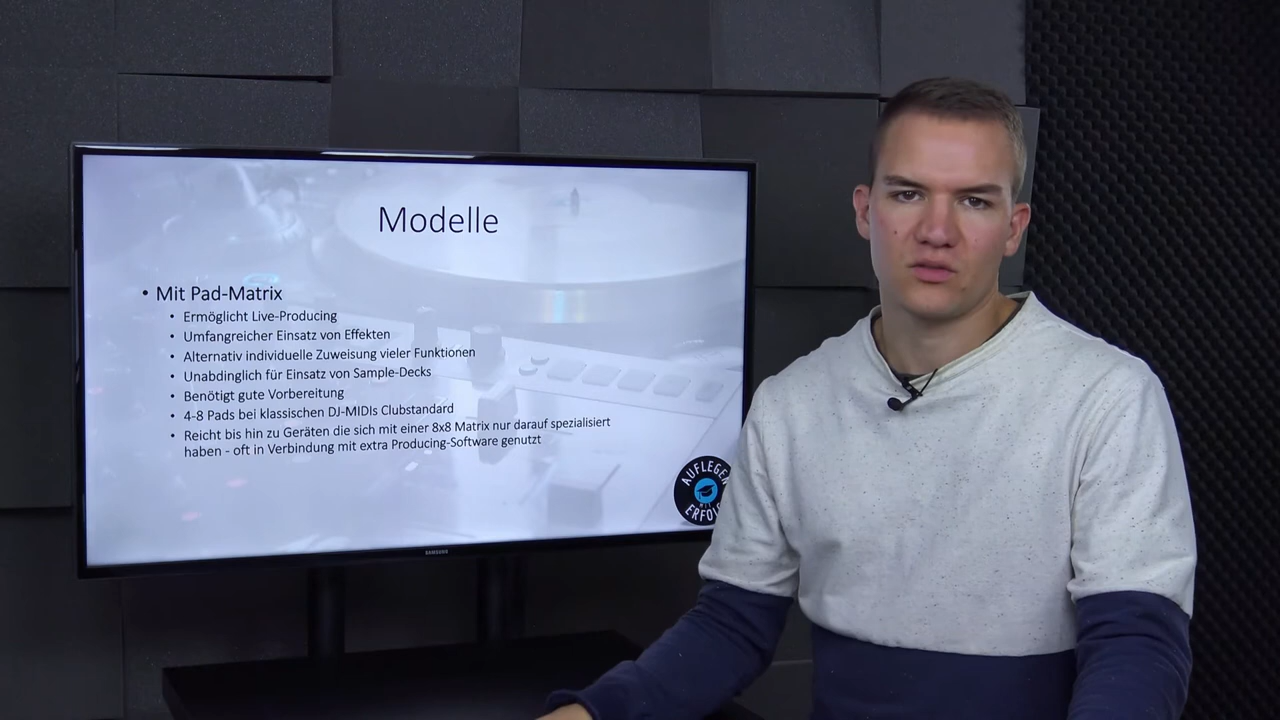 Modelle
• Mit Pad-Matrix
• Ermöglicht Live-Producing
• Umfangreicher Einsatz von Effekten
• Alternativ individuelle Zuweisung vieler Funktionen
• Unabdinglich für Einsatz von Sample-Decks
• Benötigt gute Vorbereitung
• 4-8 Pads bei klassischen DJ-MIDIs Clubstandard
• Reicht bis hin zu Geräten die sich mit einer 8x8 Matrix nur darauf spezialisiert
haben - oft in Verbindung mit extra Producing-Software genutzt
AUFLEGEN
MIT
ERFOLG
SAMSUNG